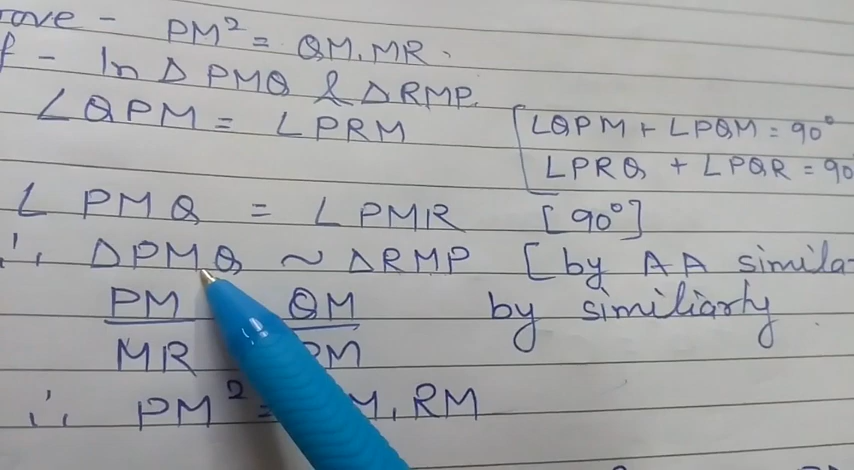 rove - PM² = QM.MR.
f - In Δ PMQ & ΔRMP.
∠QPM = ∠PRM [∠QPM + ∠PQM = 90°
∠PRQ + ∠PQR = 90
∠ PMQ = ∠PMR [90°]
∴ ΔPMQ ~ ΔRMP [by AA simila
PM QM by similiarty
MR PM
∴ PM² = M. RM